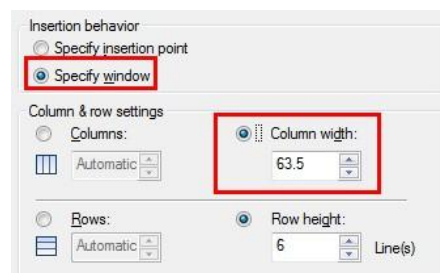 Insertion behavior
Specify insertion point
Specify window
Column & row settings
Columns: Column width:
Automatic 63.5
Rows: Row height:
Automatic 6 Line(s)